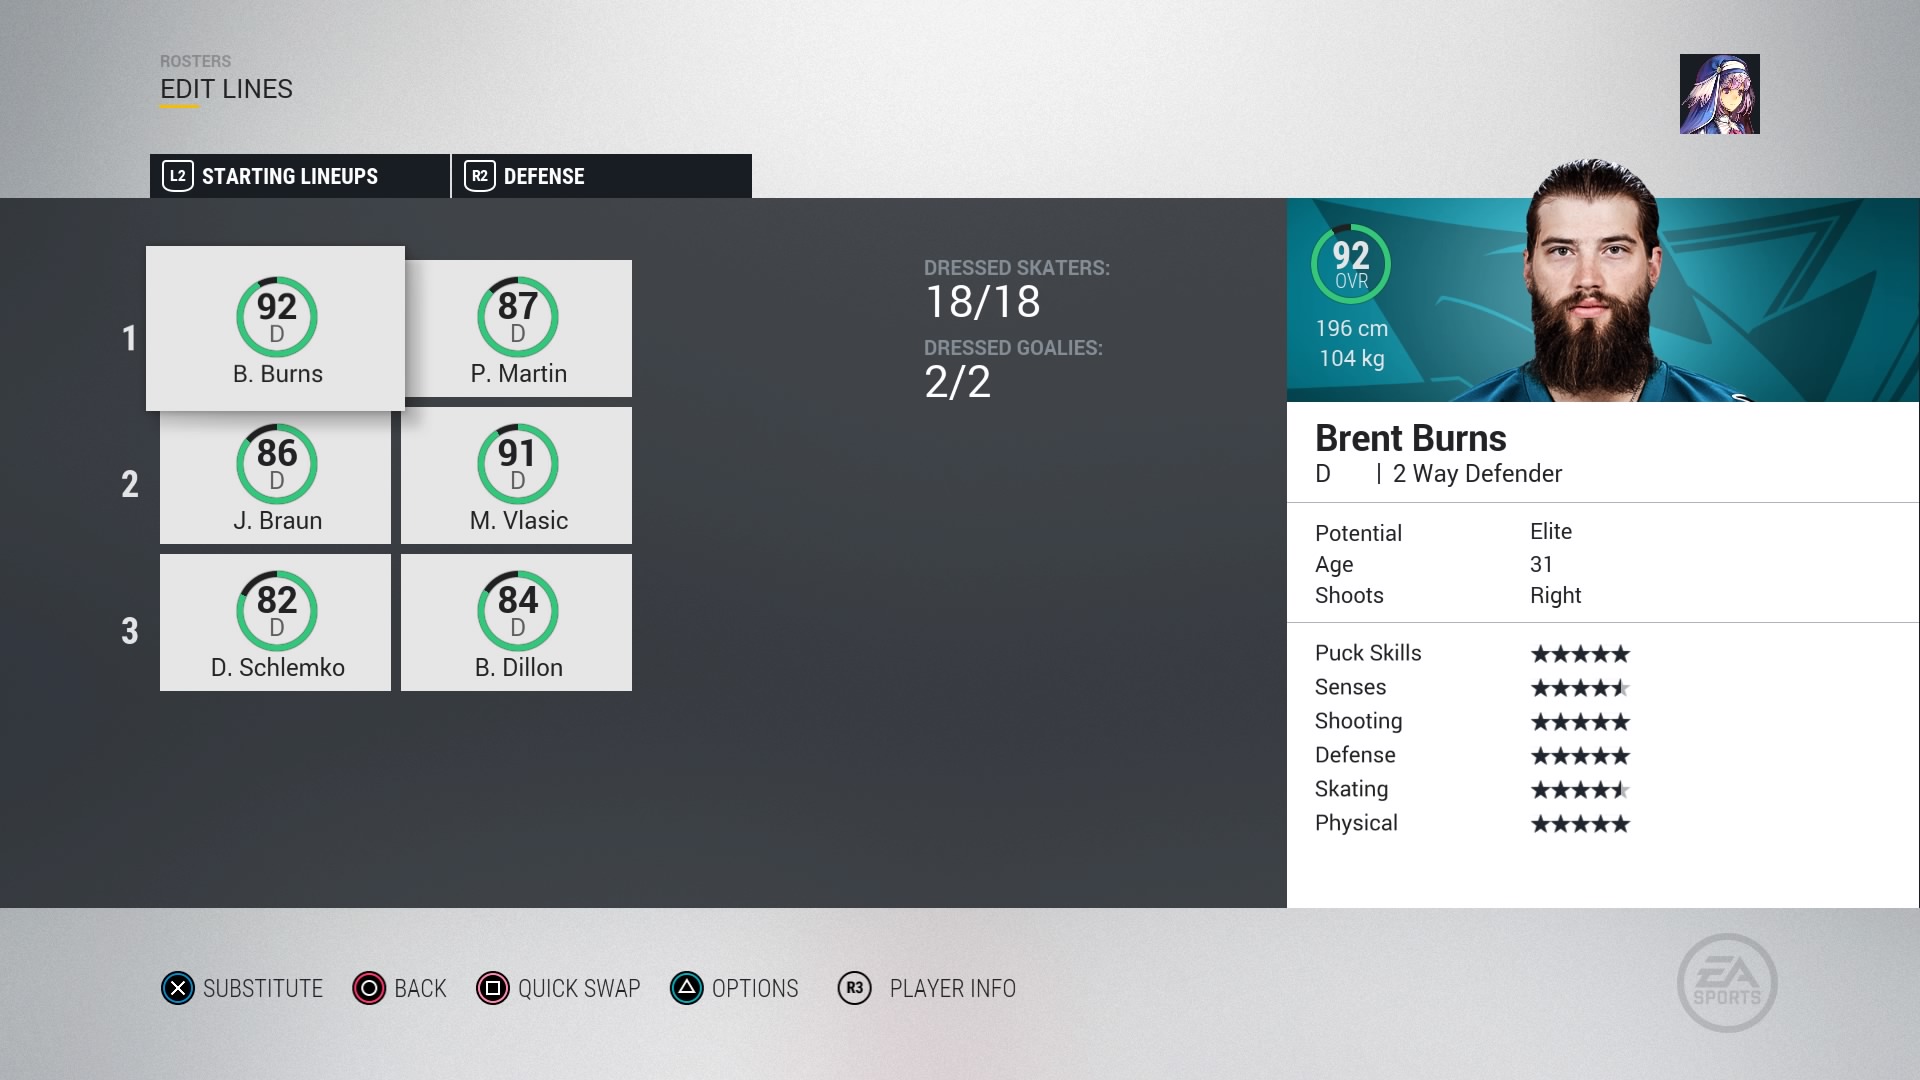 ROSTERS
EDIT LINES
L2 STARTING LINEUPS
R2 DEFENSE
1
92
D
B. Burns
87
D
P. Martin
2
86
D
J. Braun
91
D
M. Vlasic
3
82
D
D. Schlemko
84
D
B. Dillon
DRESSED SKATERS:
18/18
DRESSED GOALIES:
2/2
92
OVR
196 cm
104 kg
Brent Burns
D | 2 Way Defender
Potential Elite
Age 31
Shoots Right
Puck Skills
Senses
Shooting
Defense
Skating
Physical
SUBSTITUTE BACK QUICK SWAP OPTIONS R3 PLAYER INFO
EA
SPORTS